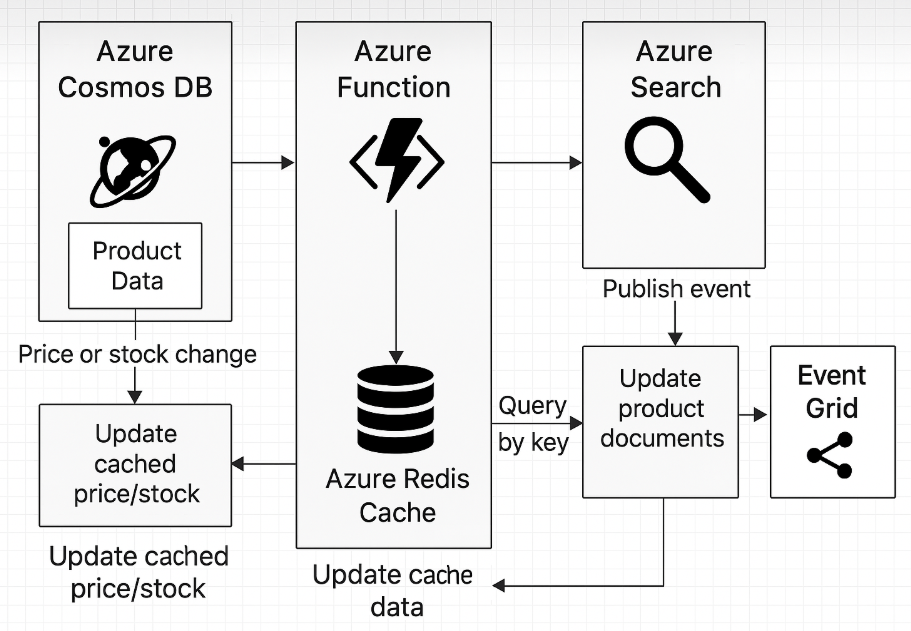 Azure
Cosmos DB
Product
Data
Price or stock change
Update
cached
price/stock
Update cached
price/stock
Azure
Function
Azure Redis
Cache
Update cache
data
Azure
Search
Publish event
Query
by key
Update
product
documents
Event
Grid